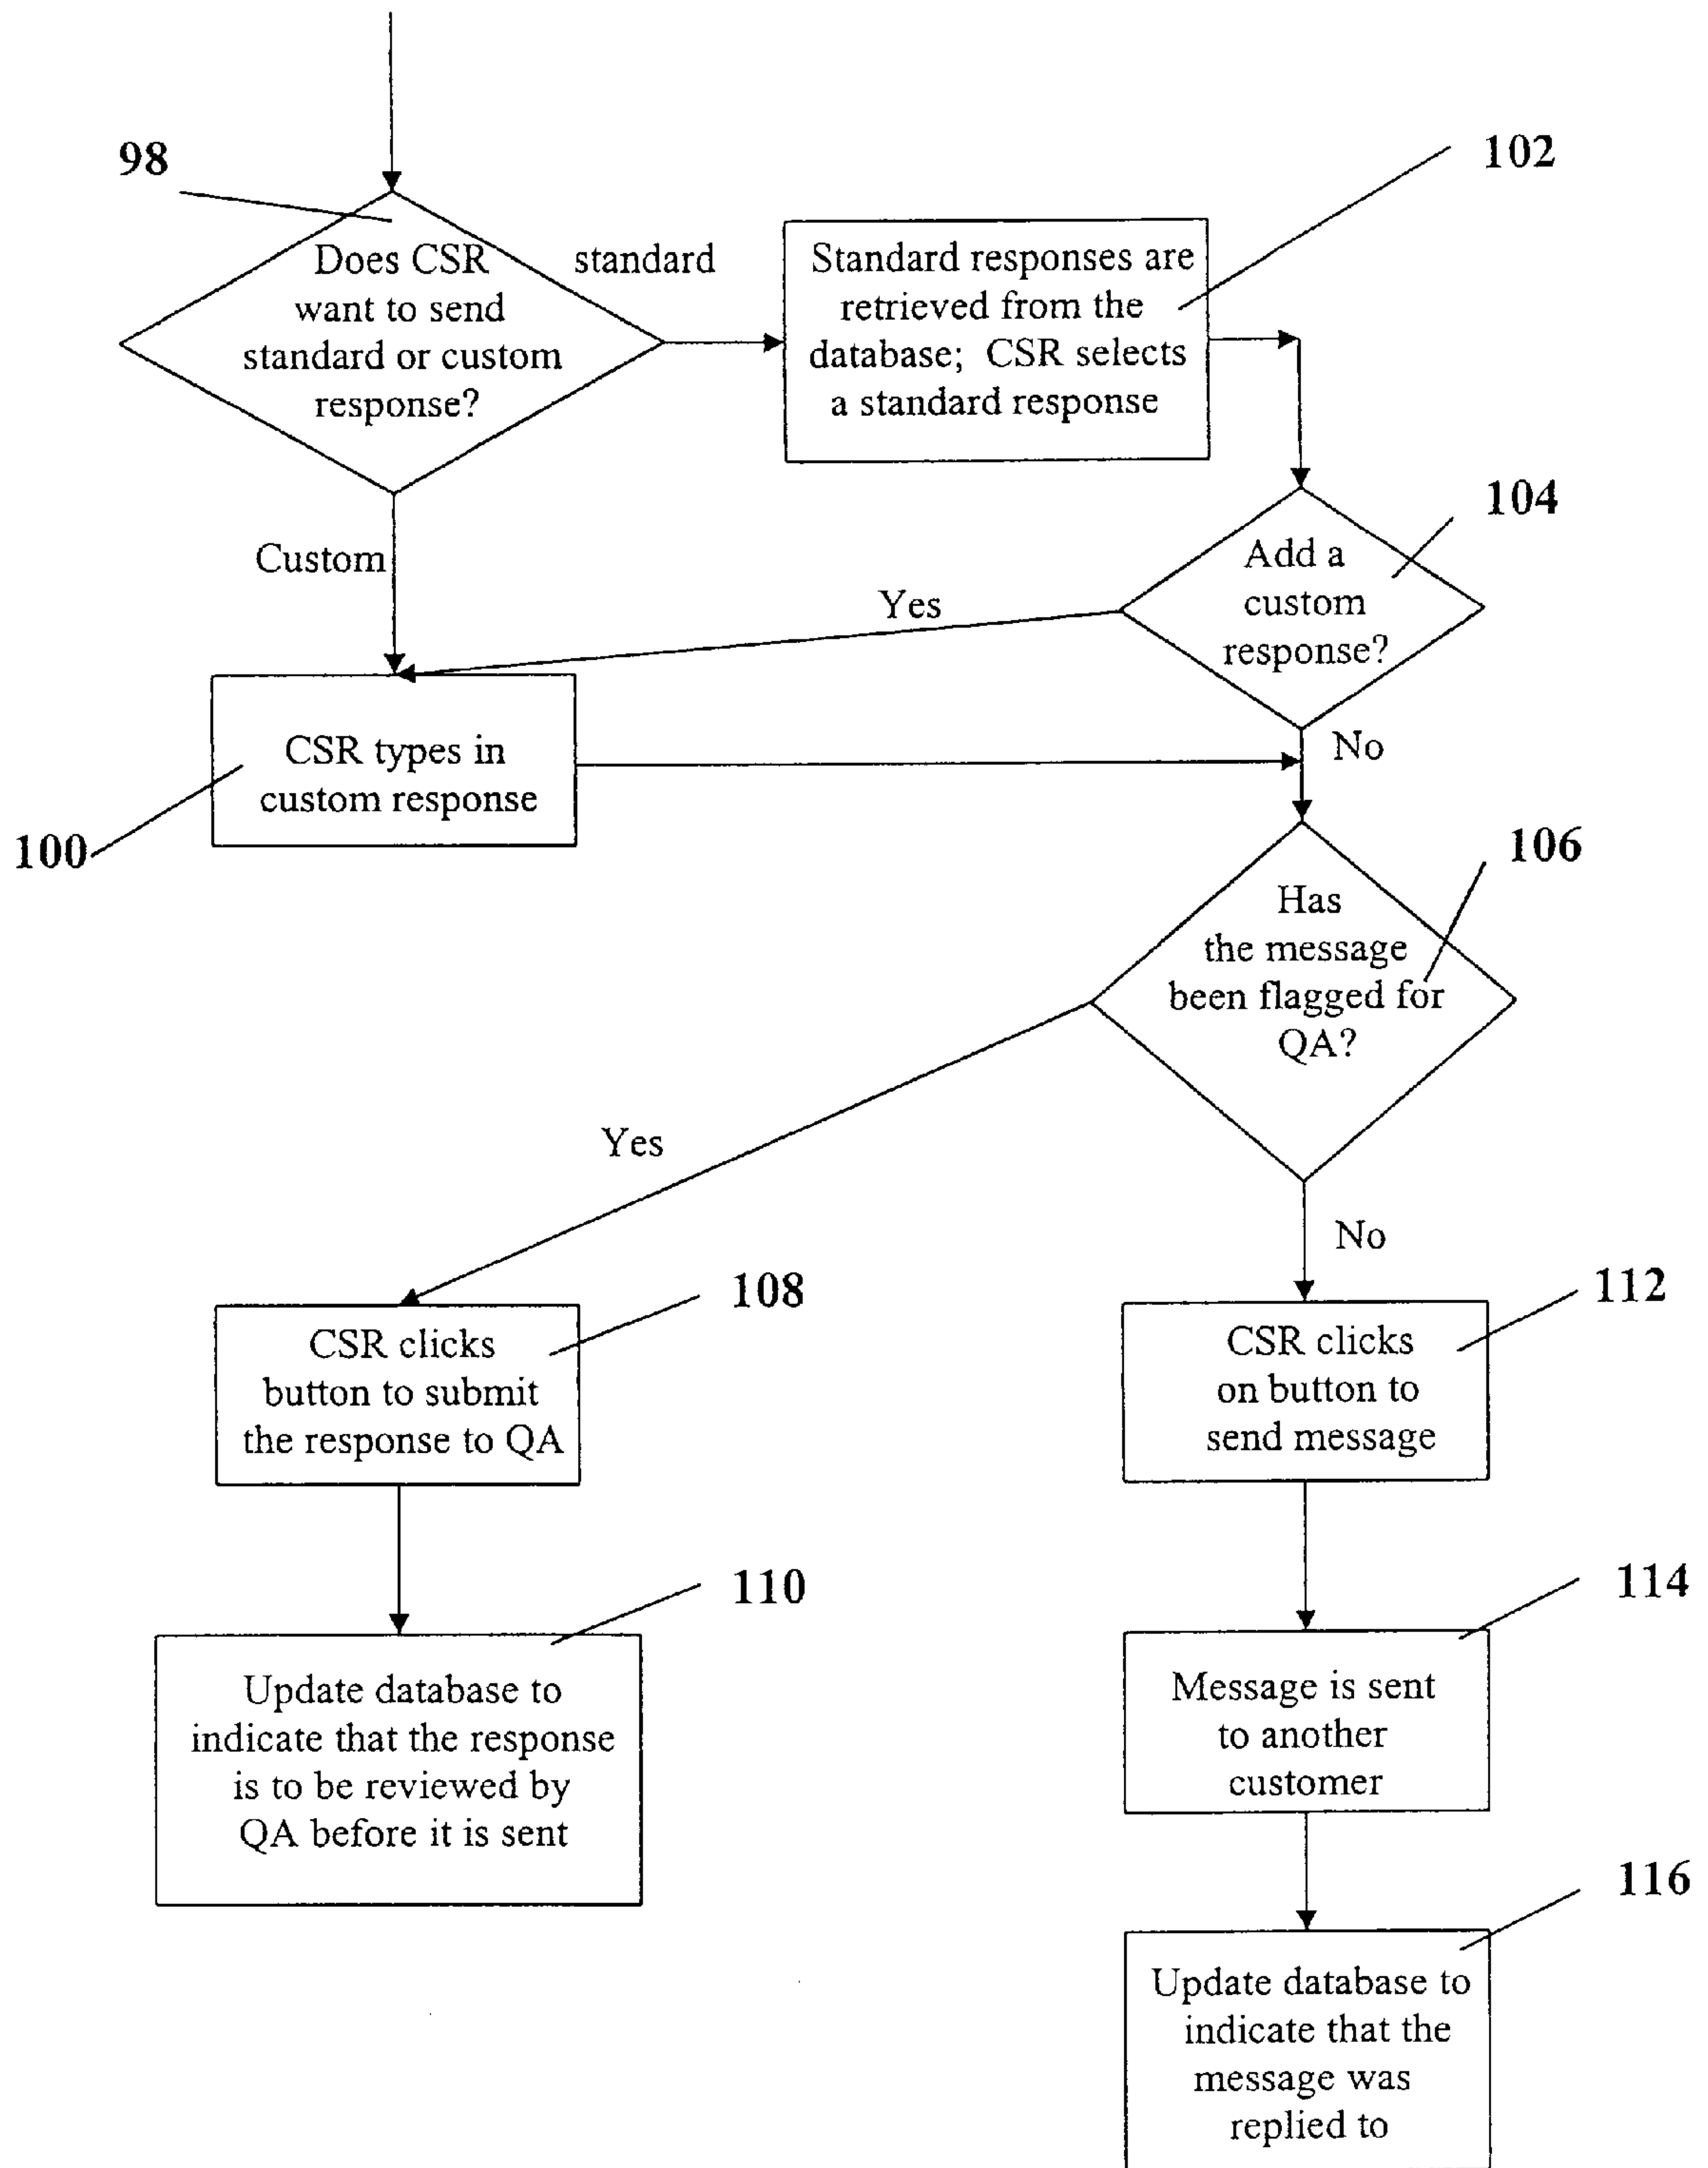 98
102
Does CSR
want to send
standard or custom
response?
standard
Standard responses are
retrieved from the
database; CSR selects
a standard response
104
Custom
Yes
Add a
custom
response?
No
CSR types in
custom response
100
106
Has
the message
been flagged for
QA?
Yes
No
108
112
CSR clicks
button to submit
the response to QA
CSR clicks
on button to
send message
110
114
Update database to
indicate that the response
is to be reviewed by
QA before it is sent
Message is sent
to another
customer
116
Update database to
indicate that the
message was
replied to